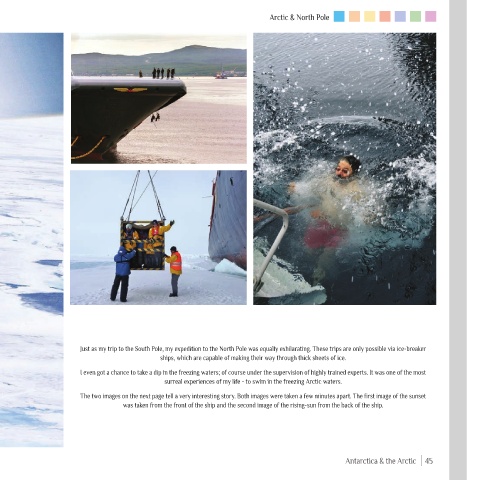 Arctic & North Pole
Just as my trip to the South Pole, my expedition to the North Pole was equally exhilarating. These trips are only possible via ice-breaker
ships, which are capable of making their way through thick sheets of ice.
I even got a chance to take a dip in the freezing waters; of course under the supervision of highly trained experts. It was one of the most
surreal experiences of my life - to swim in the freezing Arctic waters.
The two images on the next page tell a very interesting story. Both images were taken a few minutes apart. The first image of the sunset
was taken from the front of the ship and the second image of the rising-sun from the back of the ship.
Antarctica & the Arctic | 45